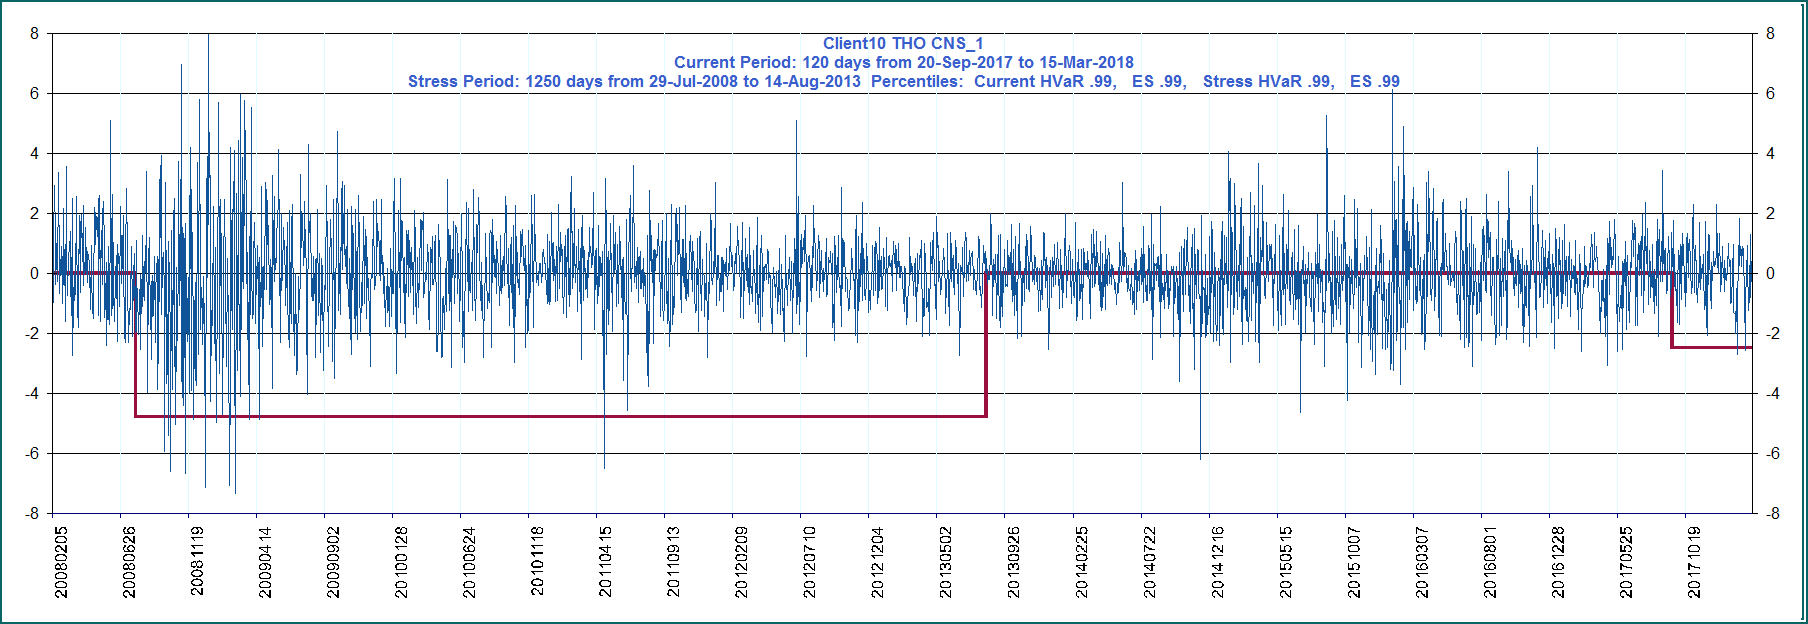 Client10 THO CNS_1
Current Period: 120 days from 20-Sep-2017 to 15-Mar-2018
Stress Period: 1250 days from 29-Jul-2008 to 14-Aug-2013 Percentiles: Current HVaR .99, ES .99, Stress HVaR .99, ES .99
8 8
6 6
4 4
2 2
0 0
-2 -2
-4 -4
-6 -6
-8 -8
20080205 20080626 20081119 20090414 20090902 20100128 20100624 20101118 20110415 20110913 20120209 20120710 20121204 20130502 20130926 20140225 20140722 20141216 20150515 20151007 20160307 20160801 20161228 20170525 20171019